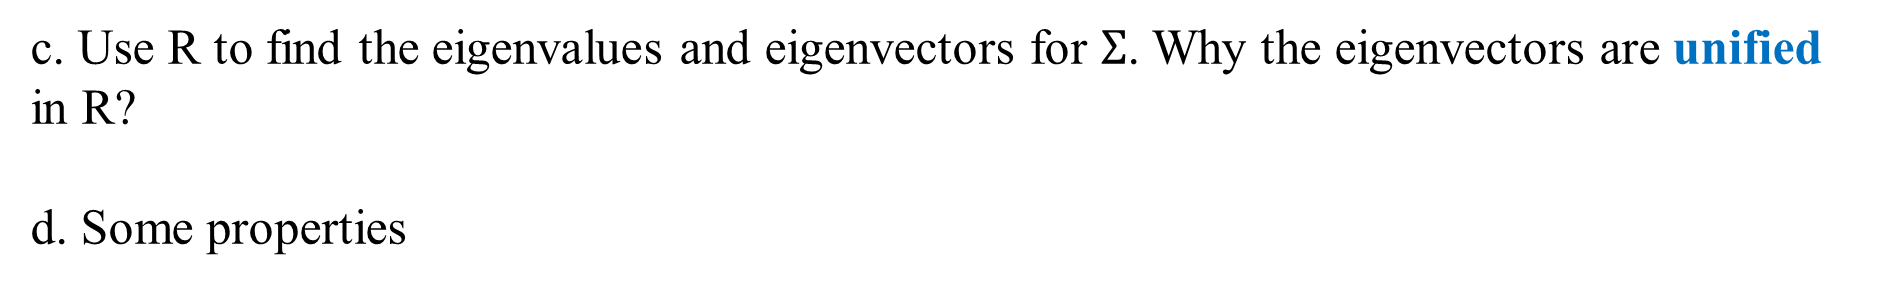 c. Use R to find the eigenvalues and eigenvectors for Σ. Why the eigenvectors are unified
in R?
d. Some properties